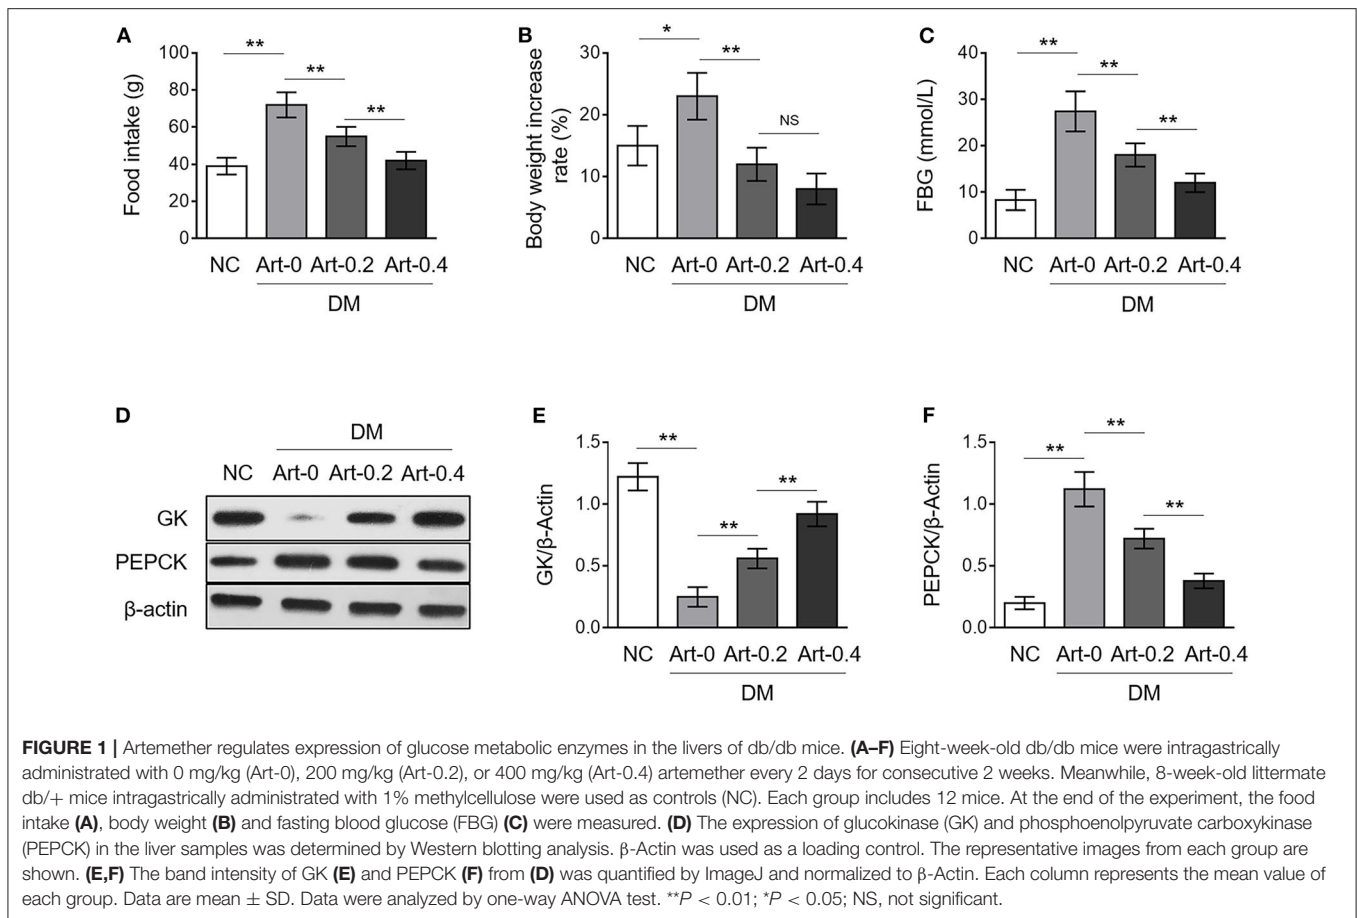 A
Food intake (g)
100
80
60
40
20
0
**
**
**
NC Art-0 Art-0.2 Art-0.4
DM
B
Body weight increase
rate (%)
30
20
10
0
*
**
NS
NC Art-0 Art-0.2 Art-0.4
DM
C
FBG (mmol/L)
40
30
20
10
0
**
**
**
NC Art-0 Art-0.2 Art-0.4
DM
D
DM
NC Art-0 Art-0.2 Art-0.4
GK
PEPCK
β-actin
E
GK/β-Actin
1.5
1.0
0.5
0.0
**
**
**
NC Art-0 Art-0.2 Art-0.4
DM
F
PEPCK/β-Actin
1.5
1.0
0.5
0.0
**
**
**
NC Art-0 Art-0.2 Art-0.4
DM
FIGURE 1 | Artemether regulates expression of glucose metabolic enzymes in the livers of db/db mice. (A–F) Eight-week-old db/db mice were intragastrically
administrated with 0 mg/kg (Art-0), 200 mg/kg (Art-0.2), or 400 mg/kg (Art-0.4) artemether every 2 days for consecutive 2 weeks. Meanwhile, 8-week-old littermate
db/+ mice intragastrically administrated with 1% methylcellulose were used as controls (NC). Each group includes 12 mice. At the end of the experiment, the food
intake (A), body weight (B) and fasting blood glucose (FBG) (C) were measured. (D) The expression of glucokinase (GK) and phosphoenolpyruvate carboxykinase
(PEPCK) in the liver samples was determined by Western blotting analysis. β-Actin was used as a loading control. The representative images from each group are
shown. (E,F) The band intensity of GK (E) and PEPCK (F) from (D) was quantified by ImageJ and normalized to β-Actin. Each column represents the mean value of
each group. Data are mean ± SD. Data were analyzed by one-way ANOVA test. **P < 0.01; *P < 0.05; NS, not significant.